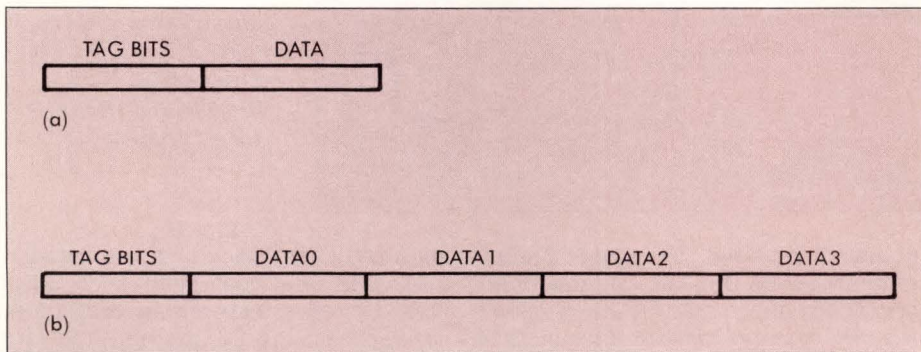 TAG BITS DATA
(a)
TAG BITS DATA0 DATA1 DATA2 DATA3
(b)